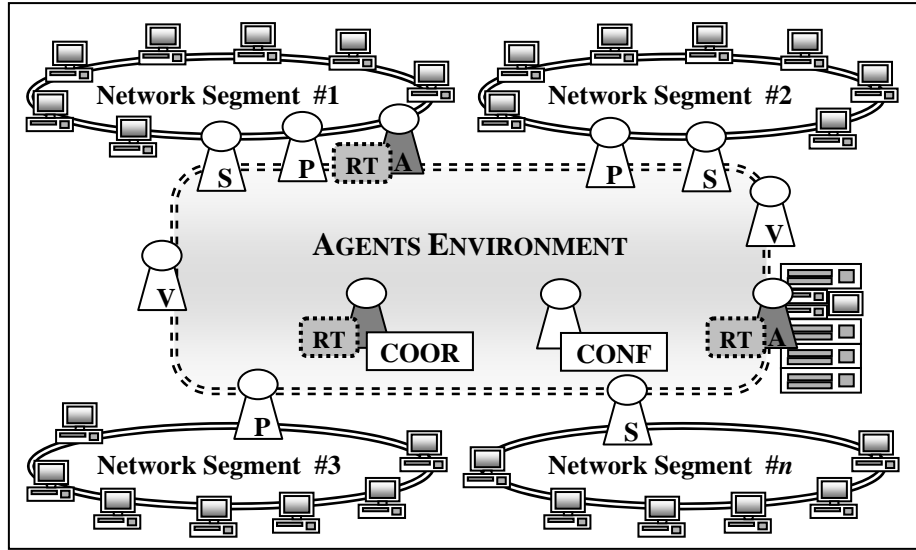 Network Segment #1
Network Segment #2
S
P
RT
A
P
S
V
AGENTS ENVIRONMENT
V
RT
COOR
CONF
RT
A
P
S
Network Segment #3
Network Segment #n